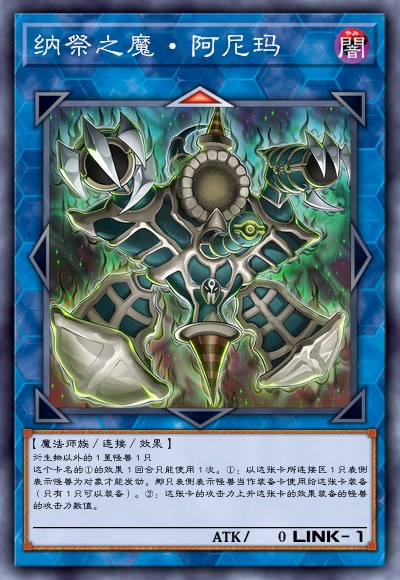 纳祭之魔·阿尼玛
やみ
闇
【魔法师族／连接／效果】
衍生物以外的１星怪兽１只
这个卡名的①的效果１回合只能使用１次。①：以这张卡所连接区１只表侧
表示怪兽为对象才能发动。那只表侧表示怪兽当作装备卡使用给这张卡装备
（只有１只可以装备）。②：这张卡的攻击力上升这张卡的效果装备的怪兽
的攻击力数值。
ATK/ 0 LINK-1